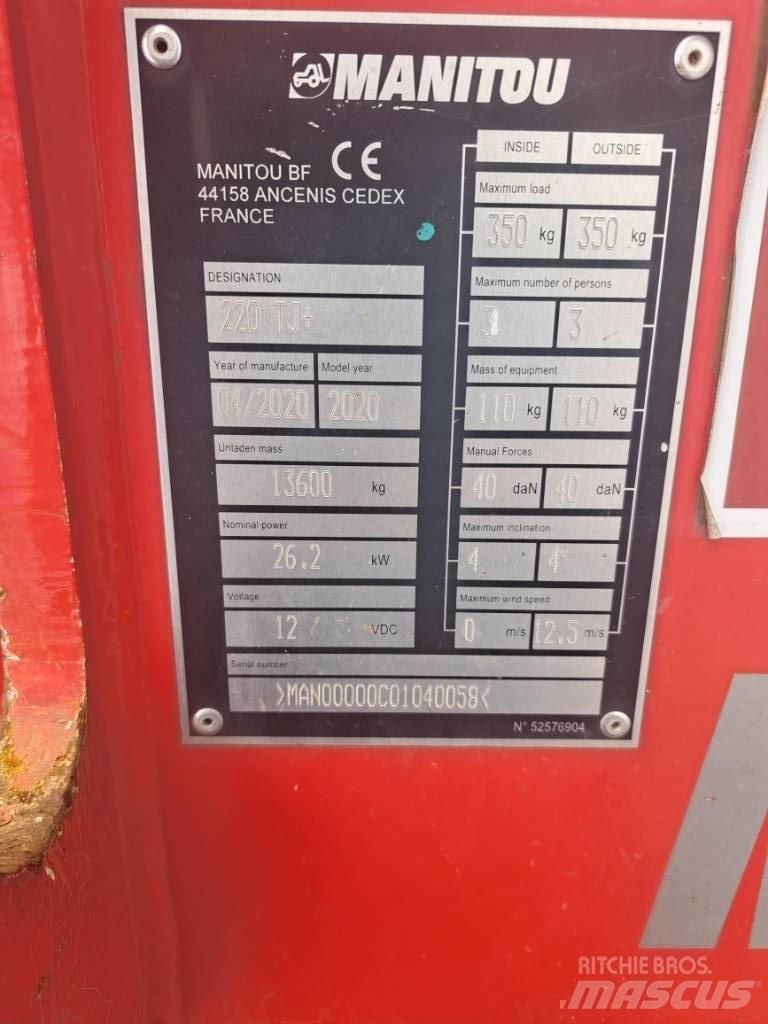 MANITOU
MANITOU BF CE
44158 ANCENIS CEDEX
FRANCE
DESIGNATION
220 TJ+
Year of manufacture Model year
04/2020 2020
Unladen mass
13600 kg
Nominal power
26.2 kW
Voltage
12 / VDC
Serial number
>MAN00000C01040058<
N° 52576904
INSIDE OUTSIDE
Maximum load
350 kg 350 kg
Maximum number of persons
3 3
Mass of equipment
110 kg 110 kg
Manual Forces
40 daN 40 daN
Maximum inclination
4 4
Maximum wind speed
0 m/s 12.5 m/s
RITCHIE BROS.
MASCUS